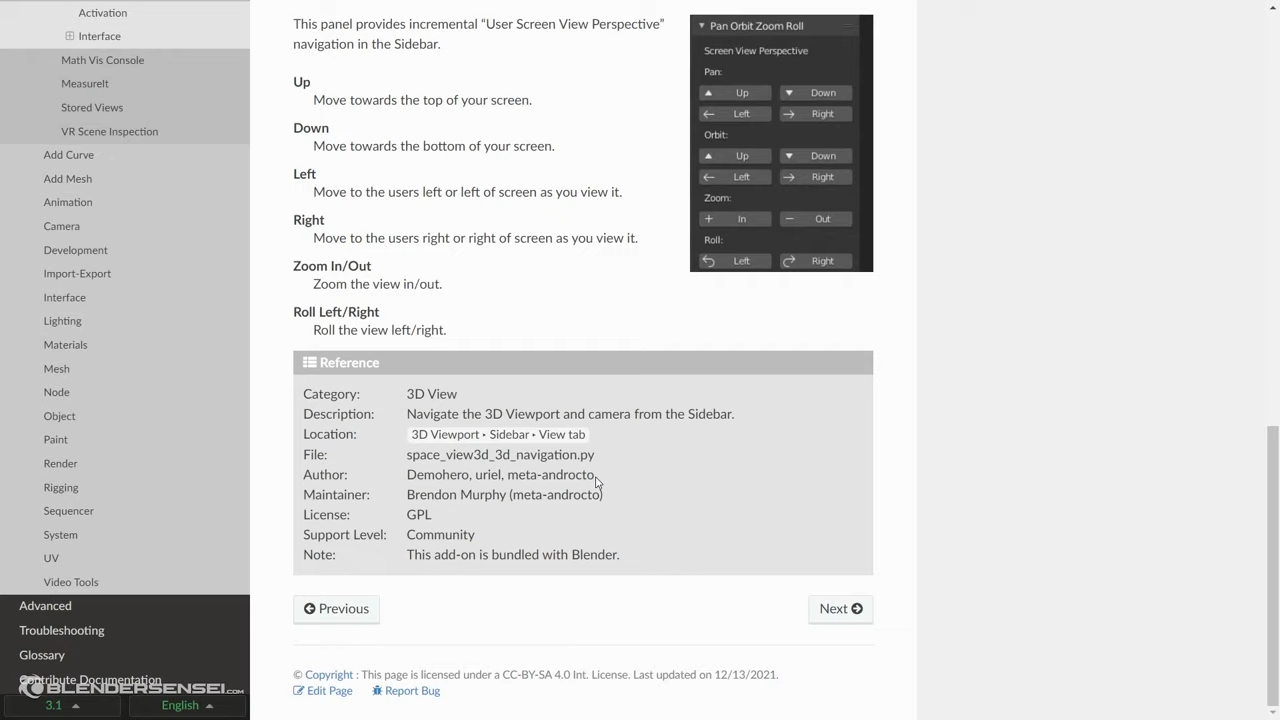 Activation
Interface
Math Vis Console
MeasureIt
Stored Views
VR Scene Inspection
Add Curve
Add Mesh
Animation
Camera
Development
Import-Export
Interface
Lighting
Materials
Mesh
Node
Object
Paint
Render
Rigging
Sequencer
System
UV
Video Tools
Advanced
Troubleshooting
Glossary
Contribute Documentation
BLENDERSENSEI.COM
3.1
English
This panel provides incremental “User Screen View Perspective”
navigation in the Sidebar.
Up
Move towards the top of your screen.
Down
Move towards the bottom of your screen.
Left
Move to the users left or left of screen as you view it.
Right
Move to the users right or right of screen as you view it.
Zoom In/Out
Zoom the view in/out.
Roll Left/Right
Roll the view left/right.
Pan Orbit Zoom Roll
Screen View Perspective
Pan:
Up Down
Left Right
Orbit:
Up Down
Left Right
Zoom:
In Out
Roll:
Left Right
Reference
Category: 3D View
Description: Navigate the 3D Viewport and camera from the Sidebar.
Location: 3D Viewport ‣ Sidebar ‣ View tab
File: space_view3d_3d_navigation.py
Author: Demohero, uriel, meta-androcto
Maintainer: Brendon Murphy (meta-androcto)
License: GPL
Support Level: Community
Note: This add-on is bundled with Blender.
Previous Next
© Copyright : This page is licensed under a CC-BY-SA 4.0 Int. License. Last updated on 12/13/2021.
Edit Page Report Bug